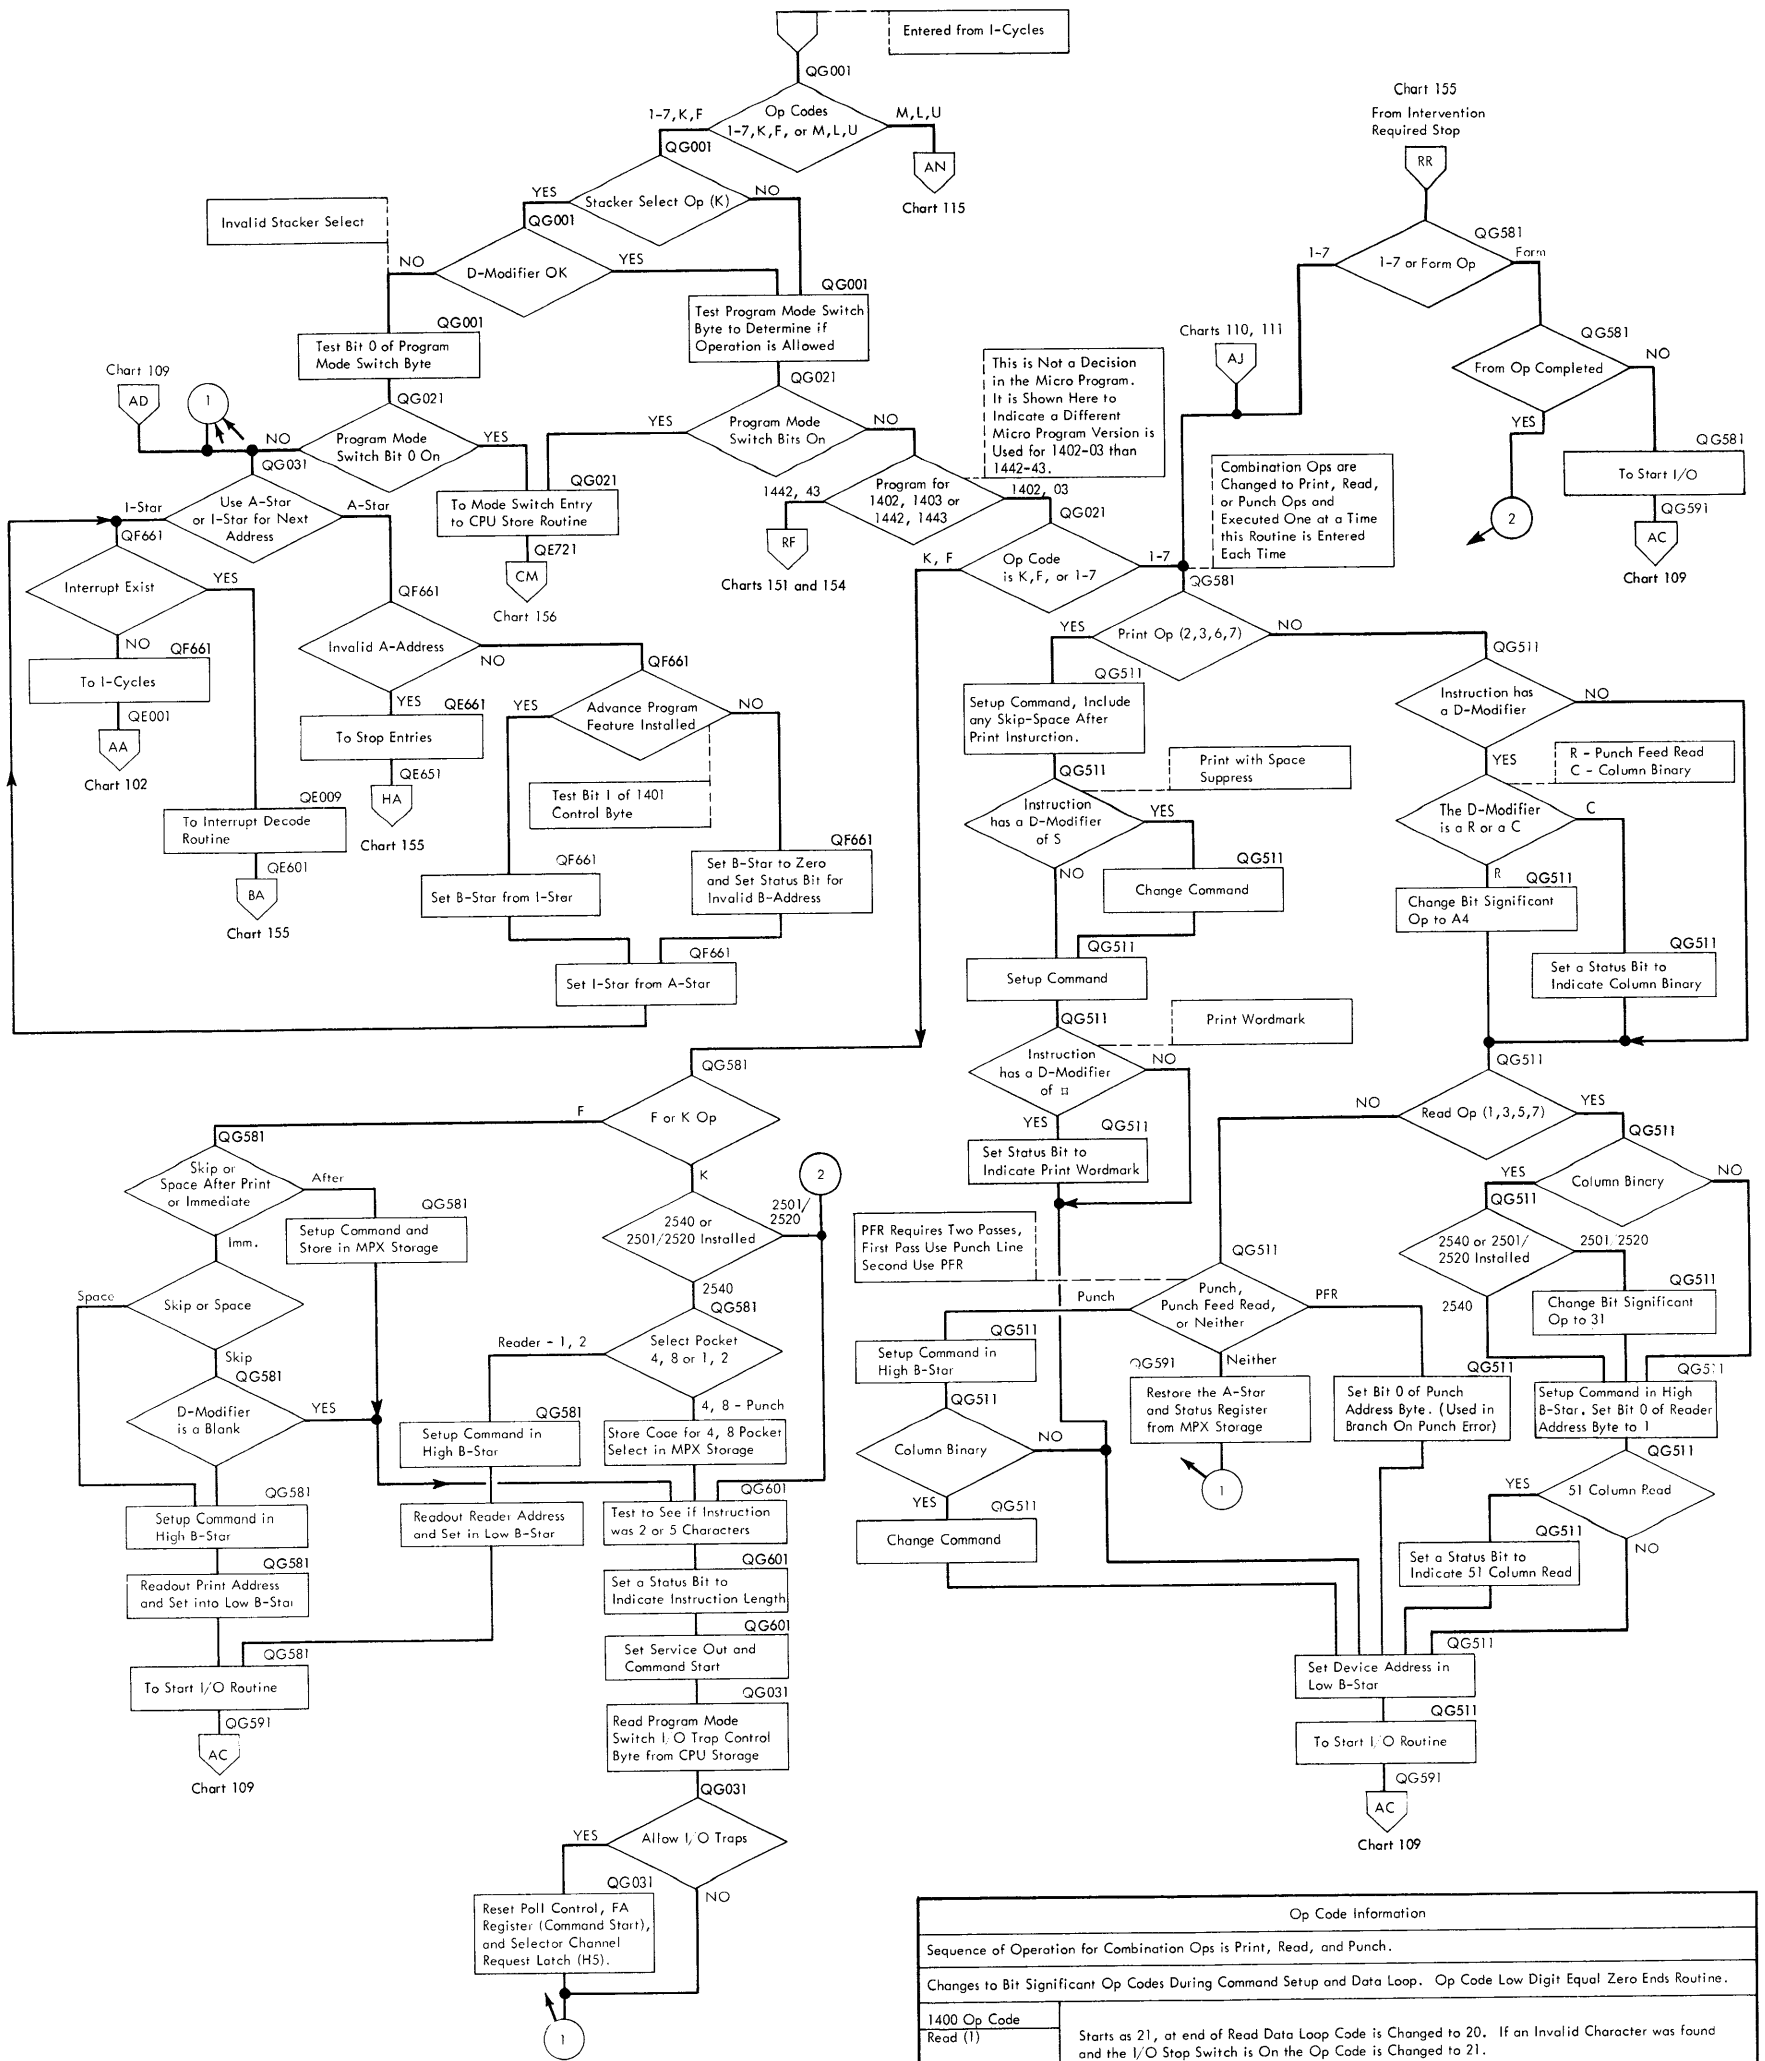 Entered from I-Cycles
QG001
Op Codes
1-7,K,F, or M,L,U
1-7,K,F
M,L,U
AN
Chart 115
QG001
Stacker Select Op (K)
YES
NO
QG001
D-Modifier OK
NO
YES
Invalid Stacker Select
QG001
Test Bit 0 of Program
Mode Switch Byte
QG001
Test Program Mode Switch
Byte to Determine if
Operation is Allowed
Chart 109
AD
1
QG021
Program Mode
Switch Bit 0 On
NO
YES
QG021
Program Mode
Switch Bits On
YES
NO
QG021
To Mode Switch Entry
to CPU Store Routine
QE721
CM
Chart 156
This is Not a Decision
in the Micro Program.
It is Shown Here to
Indicate a Different
Micro Program Version is
Used for 1402-03 than
1442-43.
Program for
1402, 1403 or
1442, 1443
1442, 43
1402, 03
RF
Charts 151 and 154
QG021
Op Code
is K,F, or 1-7
K, F
1-7
Chart 155
From Intervention
Required Stop
RR
QG581
1-7 or Form Op
1-7
Form
Charts 110, 111
AJ
QG581
From Op Completed
NO
YES
2
QG581
To Start I/O
QG591
AC
Chart 109
Combination Ops are
Changed to Print, Read,
or Punch Ops and
Executed One at a Time
this Routine is Entered
Each Time
QG031
Use A-Star
or I-Star for Next
Address
I-Star
A-Star
QF661
Interrupt Exist
YES
NO
QF661
To I-Cycles
QE001
AA
Chart 102
QE009
To Interrupt Decode
Routine
QE601
BA
Chart 155
QF661
Invalid A-Address
NO
YES
QE661
To Stop Entries
QE651
HA
Chart 155
QF661
Advance Program
Feature Installed
YES
NO
Test Bit 1 of 1401
Control Byte
QF661
Set B-Star from I-Star
QF661
Set B-Star to Zero
and Set Status Bit for
Invalid B-Address
QF661
Set I-Star from A-Star
QG581
Print Op (2,3,6,7)
YES
NO
QG511
Setup Command, Include
any Skip-Space After
Print Insturction.
QG511
Print with Space
Suppress
Instruction
has a D-Modifier
of S
YES
NO
QG511
Change Command
QG511
Setup Command
QG511
Print Wordmark
Instruction
has a D-Modifier
of ⌑
NO
YES
QG511
Set Status Bit to
Indicate Print Wordmark
QG511
Instruction has
a D-Modifier
NO
YES
R - Punch Feed Read
C - Column Binary
The D-Modifier
is a R or a C
C
R
QG511
Change Bit Significant
Op to A4
QG511
Set a Status Bit to
Indicate Column Binary
QG511
Read Op (1,3,5,7)
NO
YES
QG511
Column Binary
YES
NO
QG511
2540 or 2501/
2520 Installed
2501/2520
2540
QG511
Change Bit Significant
Op to 31
QG511
Setup Command in High
B-Star. Set Bit 0 of Reader
Address Byte to 1
QG511
51 Column Read
YES
NO
QG511
Set a Status Bit to
Indicate 51 Column Read
PFR Requires Two Passes,
First Pass Use Punch Line
Second Use PFR
QG511
Punch,
Punch Feed Read,
or Neither
Punch
PFR
Neither
QG511
Setup Command in
High B-Star
QG511
Column Binary
NO
YES
QG511
Change Command
QG591
Restore the A-Star
and Status Register
from MPX Storage
1
QG511
Set Bit 0 of Punch
Address Byte. (Used in
Branch On Punch Error)
QG511
Set Device Address in
Low B-Star
QG511
To Start I/O Routine
QG591
AC
Chart 109
QG581
F or K Op
F
K
QG581
Skip or
Space After Print
or Immediate
After
Imm.
QG581
Setup Command and
Store in MPX Storage
Skip or Space
Space
Skip
QG581
D-Modifier
is a Blank
YES
QG581
Setup Command in
High B-Star
QG581
Readout Print Address
and Set into Low B-Star
QG581
To Start I/O Routine
QG591
AC
Chart 109
2
2540 or
2501/2520 Installed
2501/
2520
2540
QG581
Select Pocket
4, 8 or 1, 2
Reader - 1, 2
4, 8 - Punch
QG581
Setup Command in
High B-Star
Readout Reader Address
and Set in Low B-Star
Store Code for 4, 8 Pocket
Select in MPX Storage
QG601
Test to See if Instruction
was 2 or 5 Characters
QG601
Set a Status Bit to
Indicate Instruction Length
QG601
Set Service Out and
Command Start
QG031
Read Program Mode
Switch I/O Trap Control
Byte from CPU Storage
QG031
Allow I/O Traps
YES
NO
QG031
Reset Poll Control, FA
Register (Command Start),
and Selector Channel
Request Latch (H5).
1
Op Code Information
Sequence of Operation for Combination Ops is Print, Read, and Punch.
Changes to Bit Significant Op Codes During Command Setup and Data Loop. Op Code Low Digit Equal Zero Ends Routine.
1400 Op Code
Read (1)
Starts as 21, at end of Read Data Loop Code is Changed to 20. If an Invalid Character was found
and the I/O Stop Switch is On the Op Code is Changed to 21.